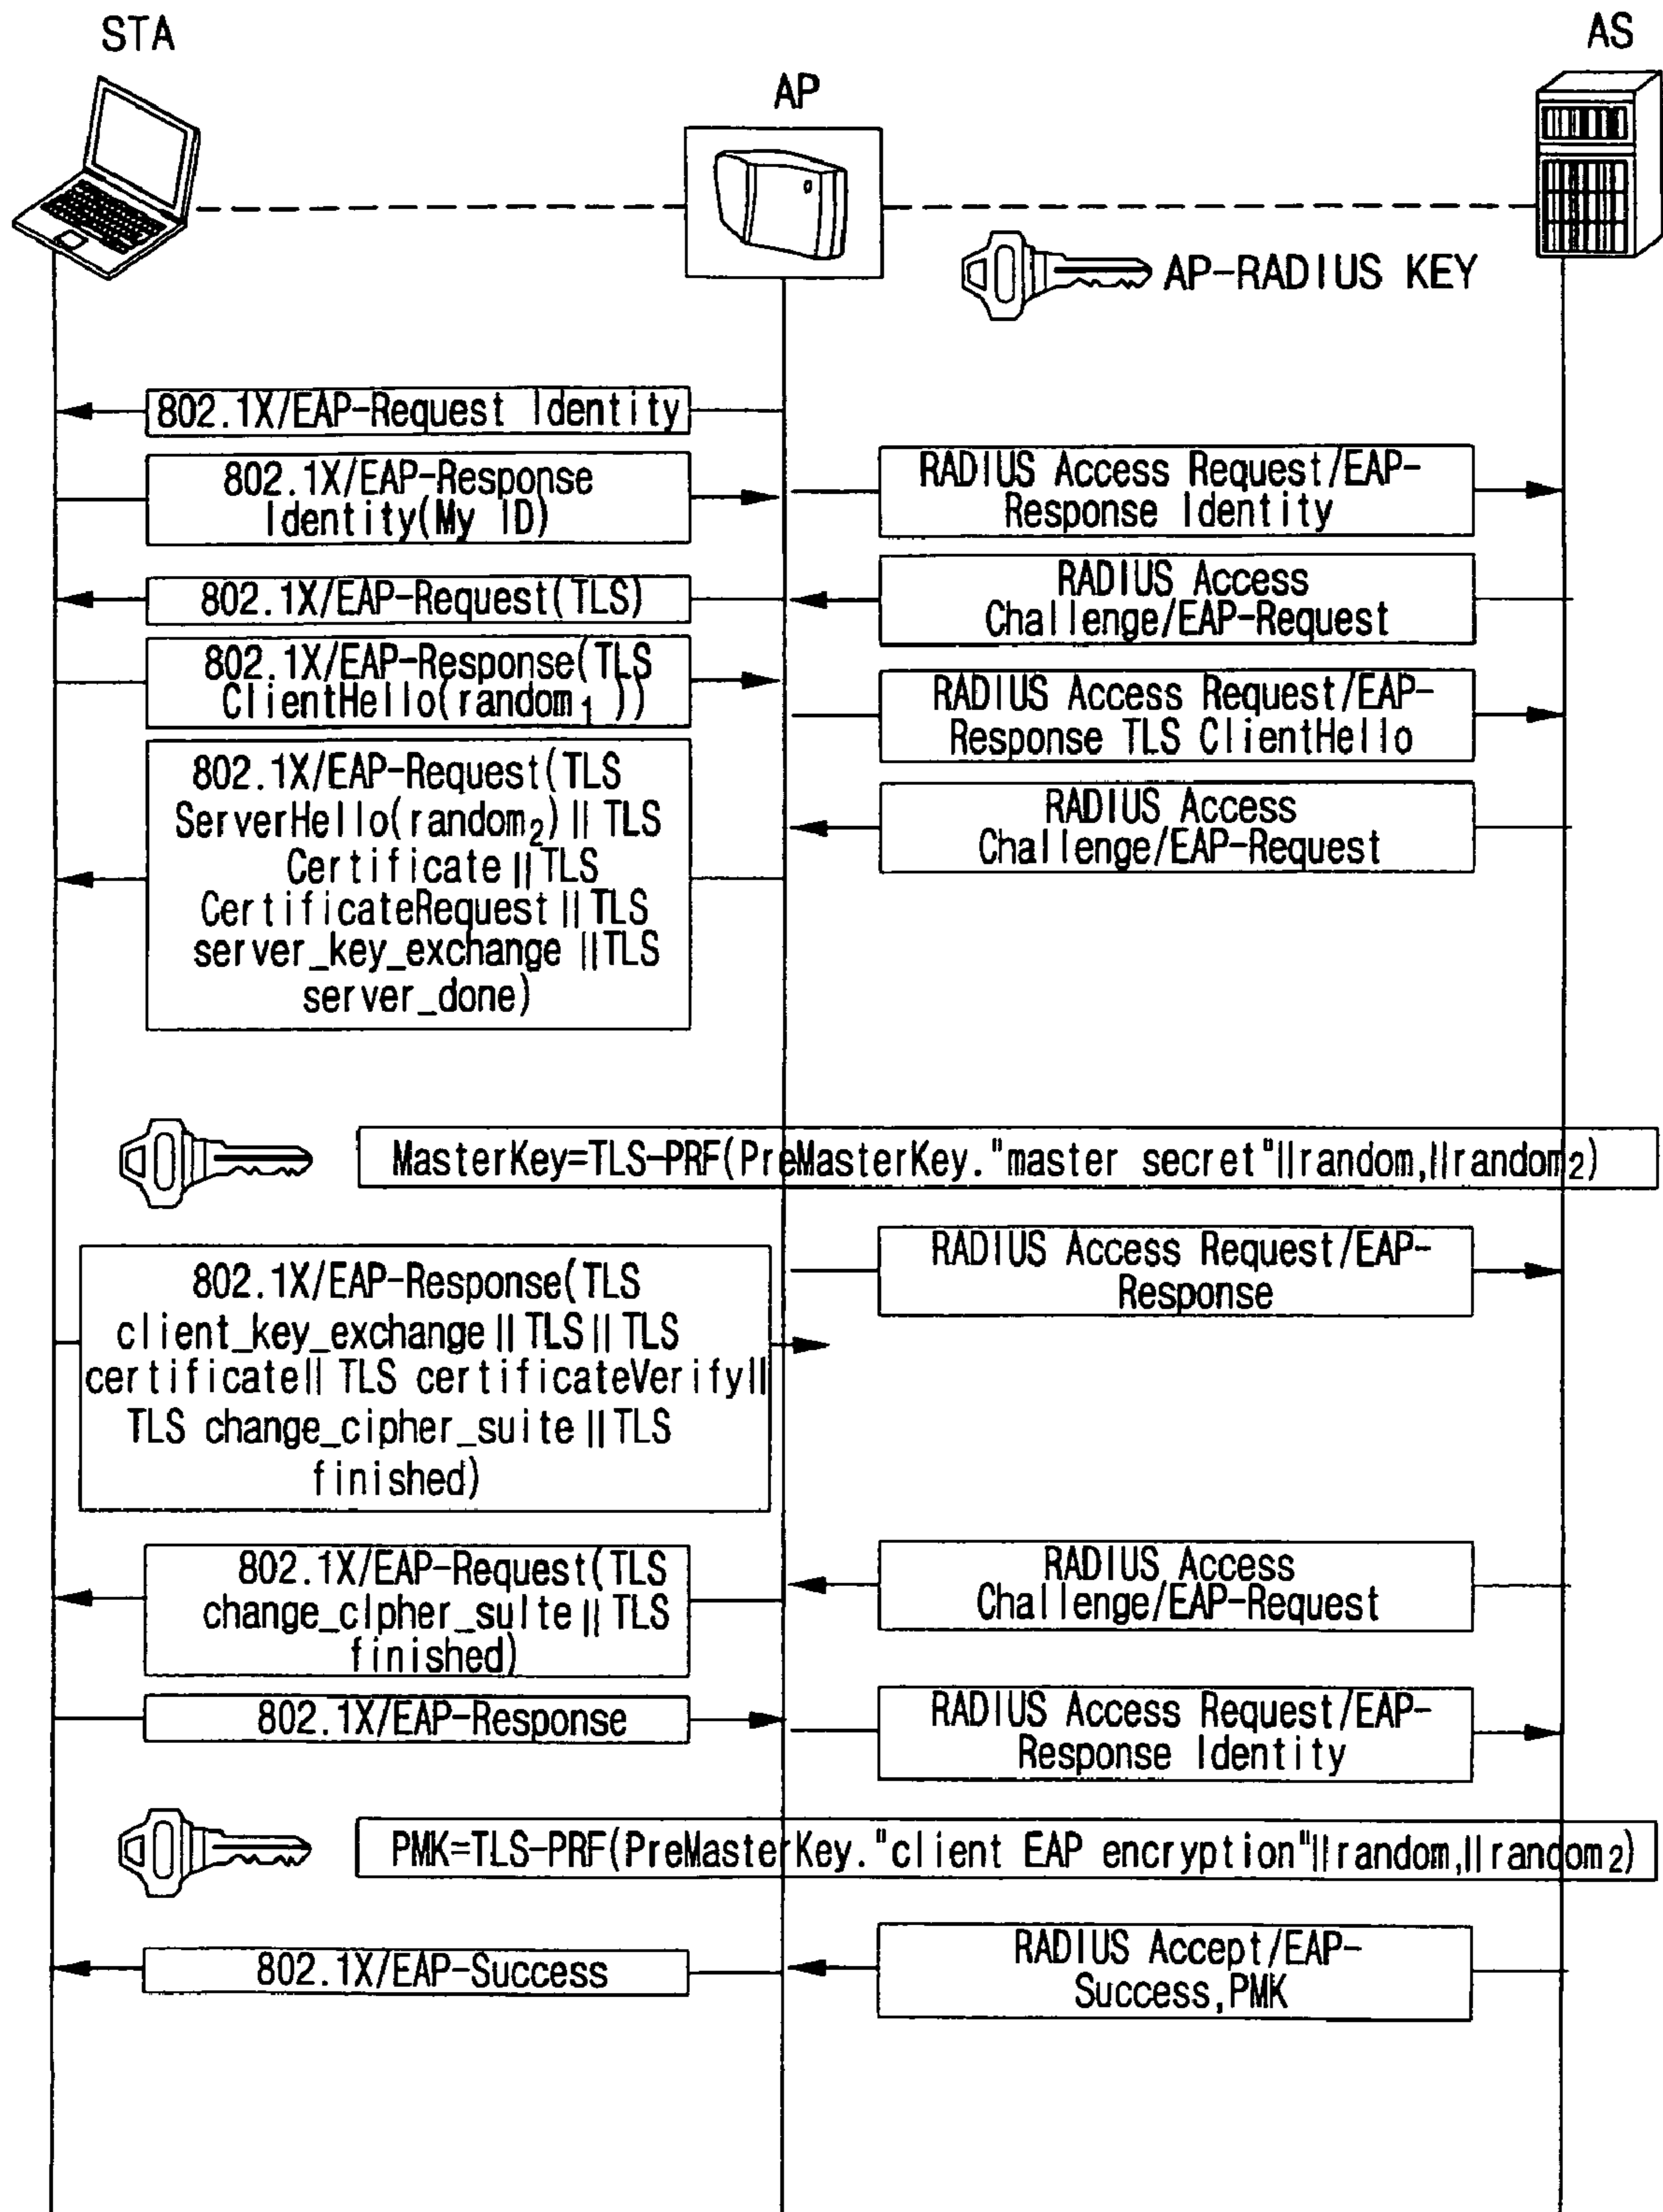 STA
AP
AS
AP-RADIUS KEY
802.1X/EAP-Request Identity
802.1X/EAP-Response
Identity(My ID)
RADIUS Access Request/EAP-
Response Identity
RADIUS Access
Challenge/EAP-Request
802.1X/EAP-Request(TLS)
802.1X/EAP-Response(TLS
ClientHello(random₁ ))
RADIUS Access Request/EAP-
Response TLS ClientHello
802.1X/EAP-Request(TLS
ServerHello(random₂)||TLS
Certificate||TLS
CertificateRequest||TLS
server_key_exchange ||TLS
server_done)
RADIUS Access
Challenge/EAP-Request
MasterKey=TLS-PRF(PreMasterKey."master secret"||random,||random₂)
RADIUS Access Request/EAP-
Response
802.1X/EAP-Response(TLS
client_key_exchange||TLS||TLS
certificate|| TLS certificateVerify||
TLS change_cipher_suite||TLS
finished)
RADIUS Access
Challenge/EAP-Request
802.1X/EAP-Request(TLS
change_cipher_suite||TLS
finished)
802.1X/EAP-Response
RADIUS Access Request/EAP-
Response Identity
PMK=TLS-PRF(PreMasterKey."client EAP encryption"||random,||random₂)
802.1X/EAP-Success
RADIUS Accept/EAP-
Success,PMK